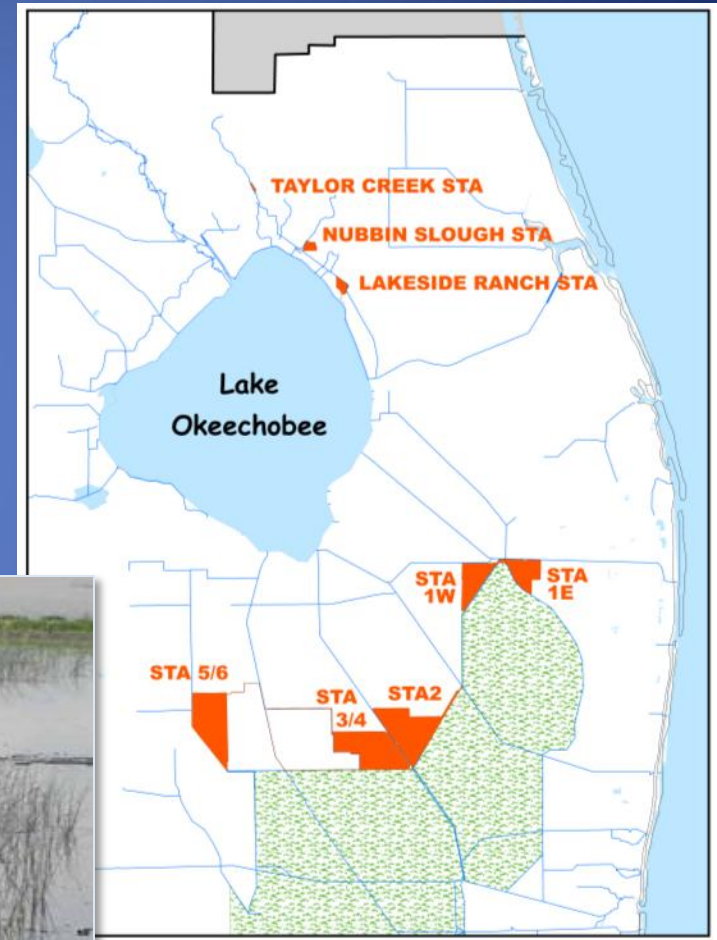 TAYLOR CREEK STA
NUBBIN SLOUGH STA
LAKESIDE RANCH STA
Lake
Okeechobee
STA
1W
STA
1E
STA 5/6
STA
3/4
STA2